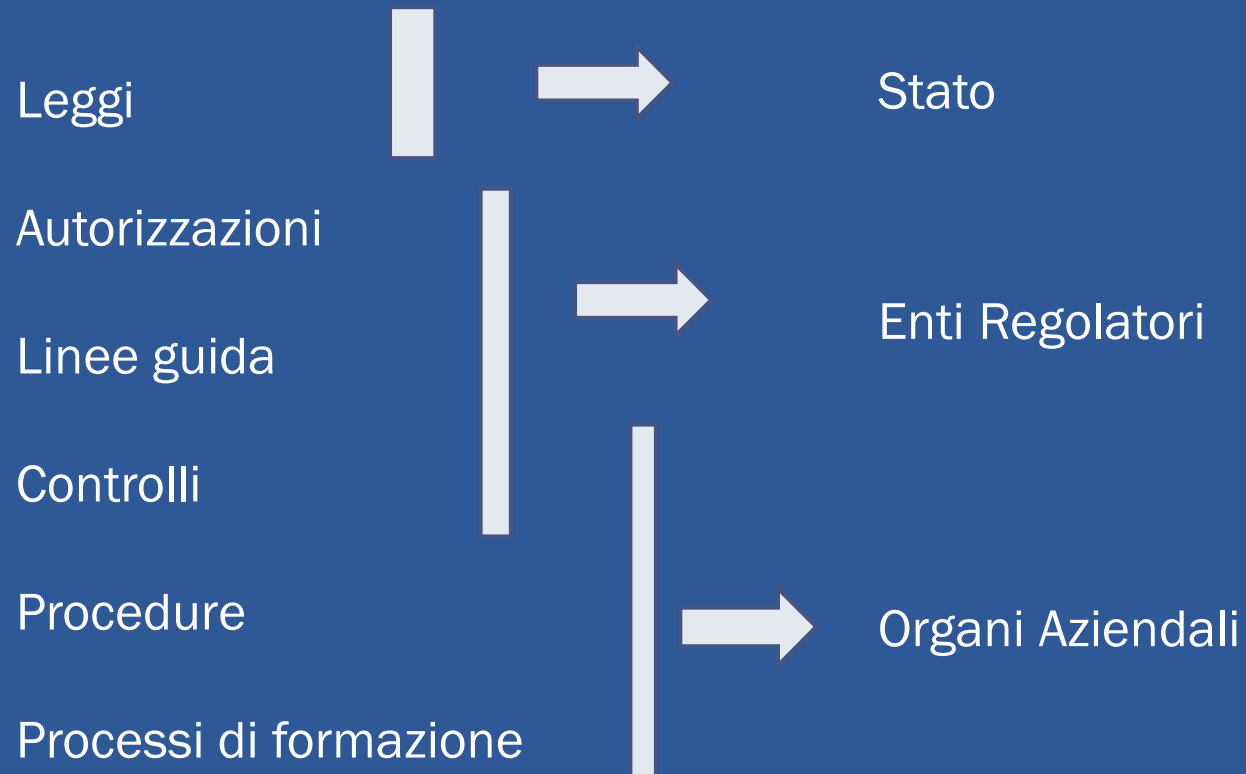 Leggi
Stato
Autorizzazioni
Enti Regolatori
Linee guida
Controlli
Procedure
Organi Aziendali
Processi di formazione